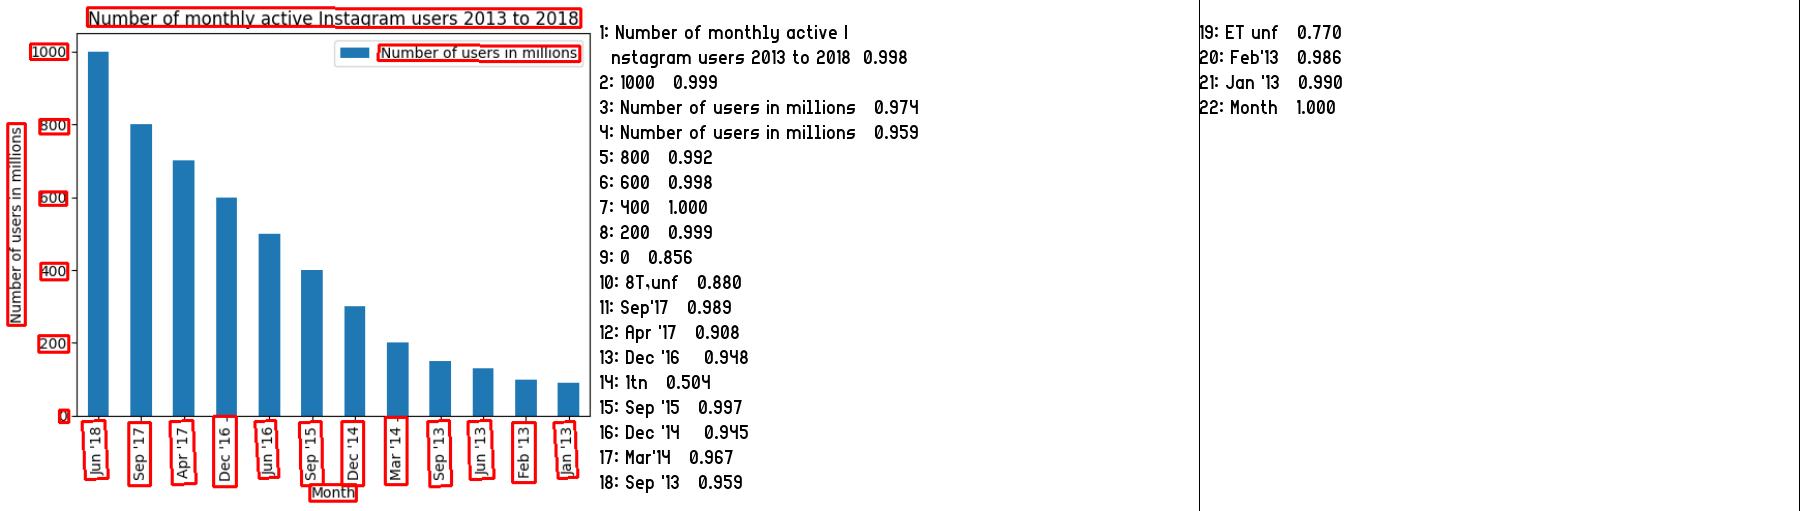 Number of monthly active Instagram users 2013 to 2018
Number of users in millions
Number of users in millions
1000
800
600
400
200
0
Jun '18
Sep '17
Apr '17
Dec '16
Jun '16
Sep '15
Dec '14
Mar '14
Sep '13
Jun '13
Feb '13
Jan '13
Month
1: Number of monthly active I
nstagram users 2013 to 2018 0.998
2: 1000 0.999
3: Number of users in millions 0.974
4: Number of users in millions 0.959
5: 800 0.992
6: 600 0.998
7: 400 1.000
8: 200 0.999
9: 0 0.856
10: 8T,unf 0.880
11: Sep'17 0.989
12: Apr '17 0.908
13: Dec '16 0.948
14: 1tn 0.504
15: Sep '15 0.997
16: Dec '14 0.945
17: Mar'14 0.967
18: Sep '13 0.959
19: ET unf 0.770
20: Feb'13 0.986
21: Jan '13 0.990
22: Month 1.000